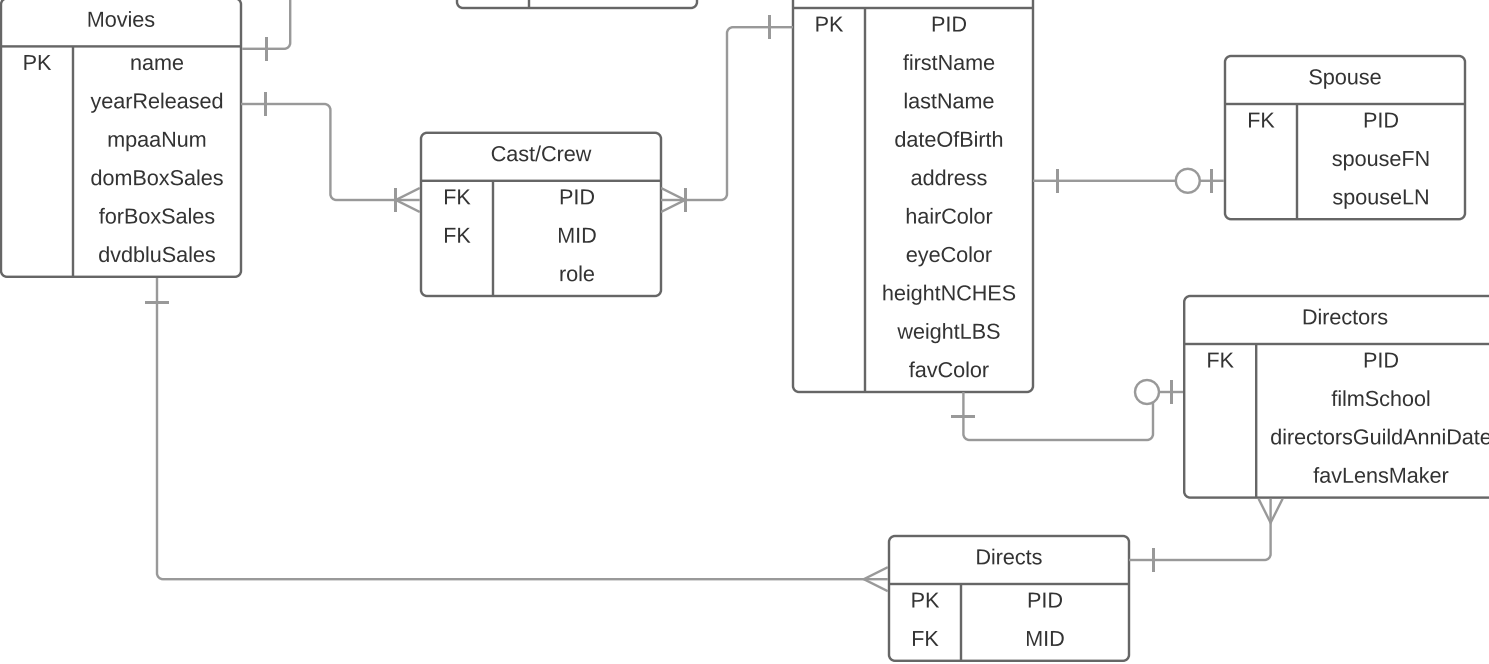 Movies
PK name
yearReleased
mpaaNum
domBoxSales
forBoxSales
dvdbluSales
Cast/Crew
FK PID
FK MID
role
PK PID
firstName
lastName
dateOfBirth
address
hairColor
eyeColor
heightNCHES
weightLBS
favColor
Spouse
FK PID
spouseFN
spouseLN
Directors
FK PID
filmSchool
directorsGuildAnniDate
favLensMaker
Directs
PK PID
FK MID